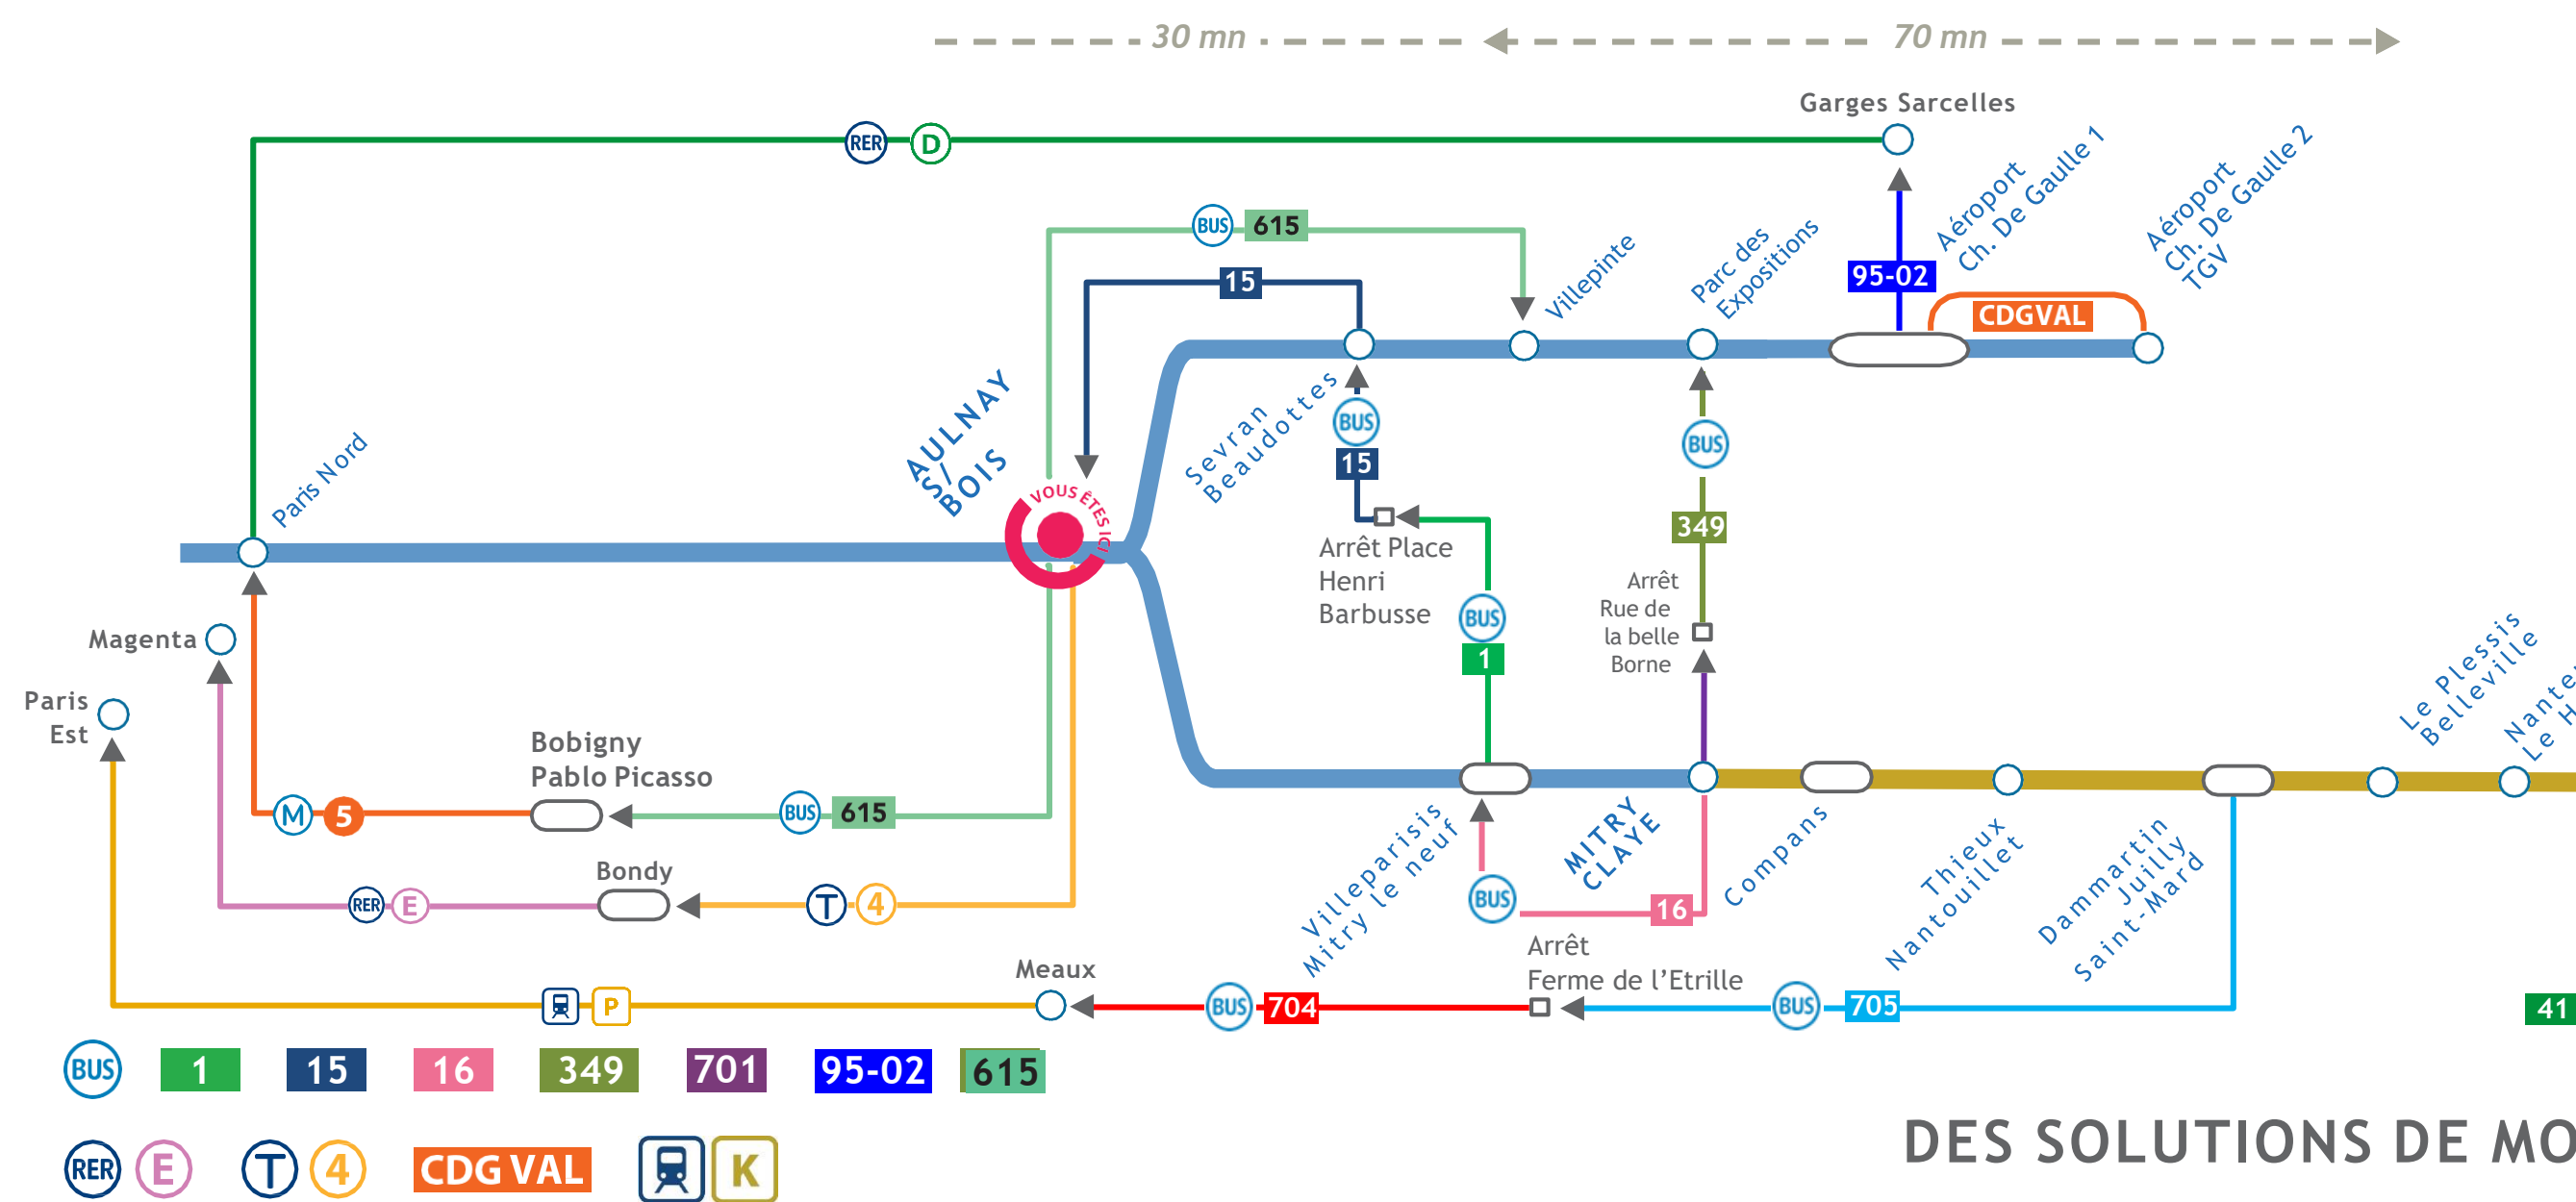 30 mn
70 mn
Garges Sarcelles
RER
D
Aéroport
Ch. De Gaulle 1
Aéroport
Ch. De Gaulle 2
TGV
BUS
615
15
95-02
CDGVAL
Villepinte
Parc des
Expositions
Sevran
Beaudottes
BUS
15
BUS
349
Paris Nord
AULNAY
S/
BOIS
VOUS ÊTES ICI
Arrêt Place
Henri
Barbusse
BUS
1
Arrêt
Rue de
la belle
Borne
Magenta
Paris
Est
Bobigny
Pablo Picasso
M
5
BUS
615
Bondy
RER
E
T
4
Villeparisis
Mitry le neuf
MITRY
CLAYE
BUS
16
Compans
Thieux
Nantouillet
Dammartin
Juilly
Saint-Mard
Le Plessis
Belleville
Le H
Meaux
Arrêt
Ferme de l’Etrille
P
BUS
704
BUS
705
41
BUS
1
15
16
349
701
95-02
615
RER
E
T
4
CDG VAL
K
DES SOLUTIONS DE MO